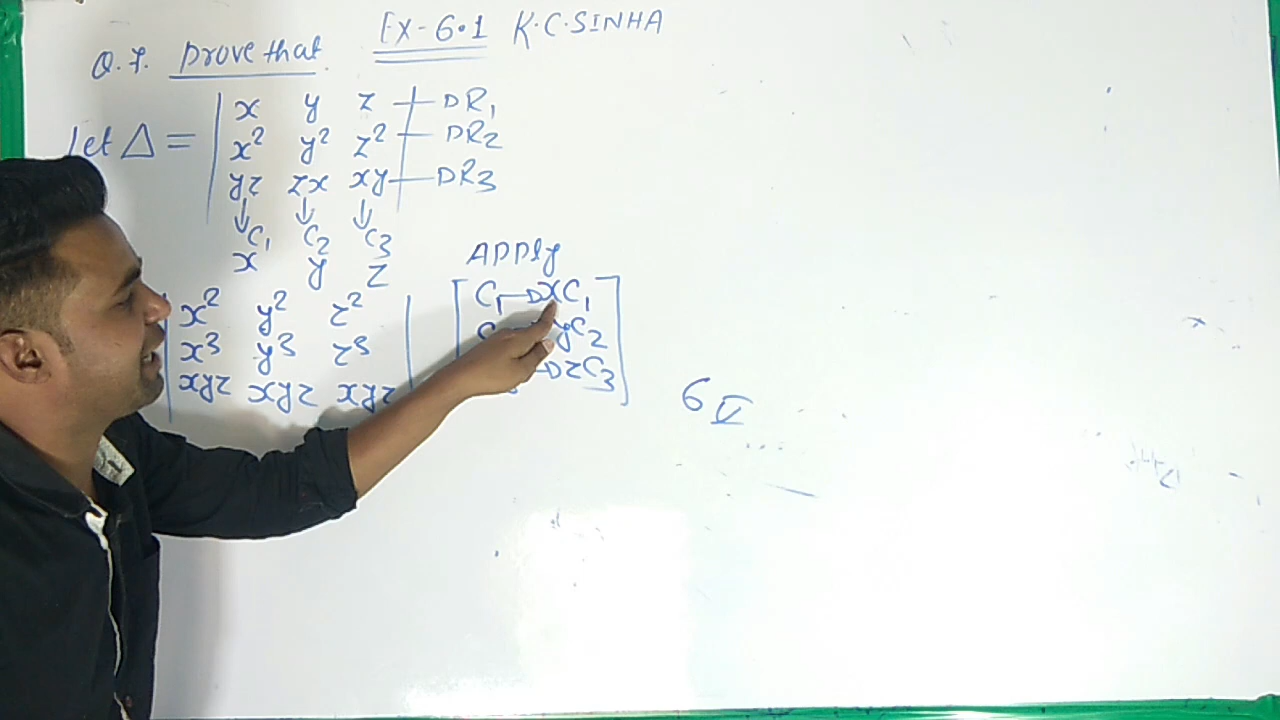 EX-6.1 K.C.SINHA
Q.7. prove that
Let Δ = | x y z | → R₁
x² y² z² → R₂
yz zx xy → R₃
↓ ↓ ↓
C₁ C₂ C₃
x y z
APPly
x² y² z² [ C₁ → xC₁
x³ y³ z³ yC₂
xyz xyz xyz → zC₃ ]
6